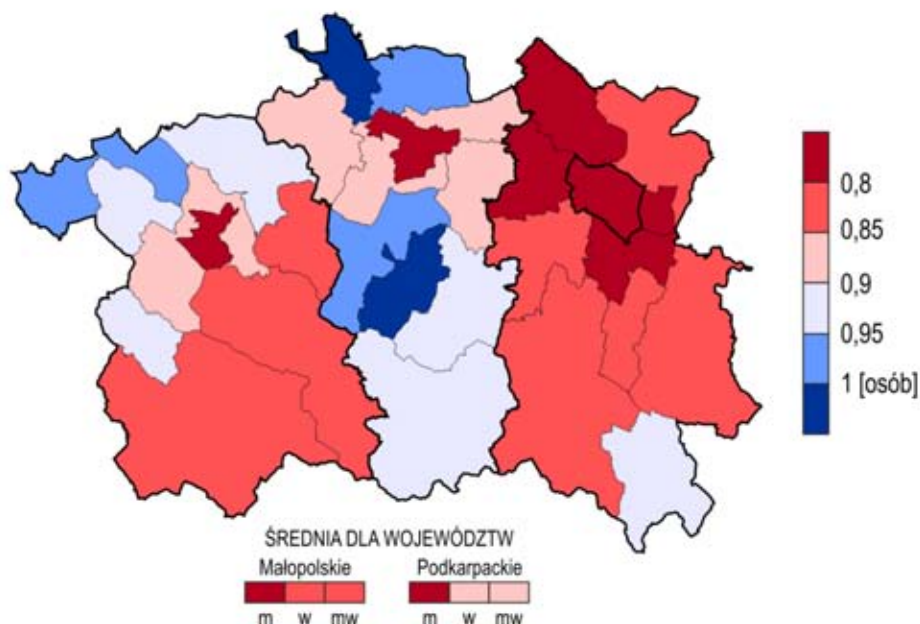 0,8
0,85
0,9
0,95
1 [osób]
ŚREDNIA DLA WOJEWÓDZTW
Małopolskie Podkarpackie
m w mw m w mw